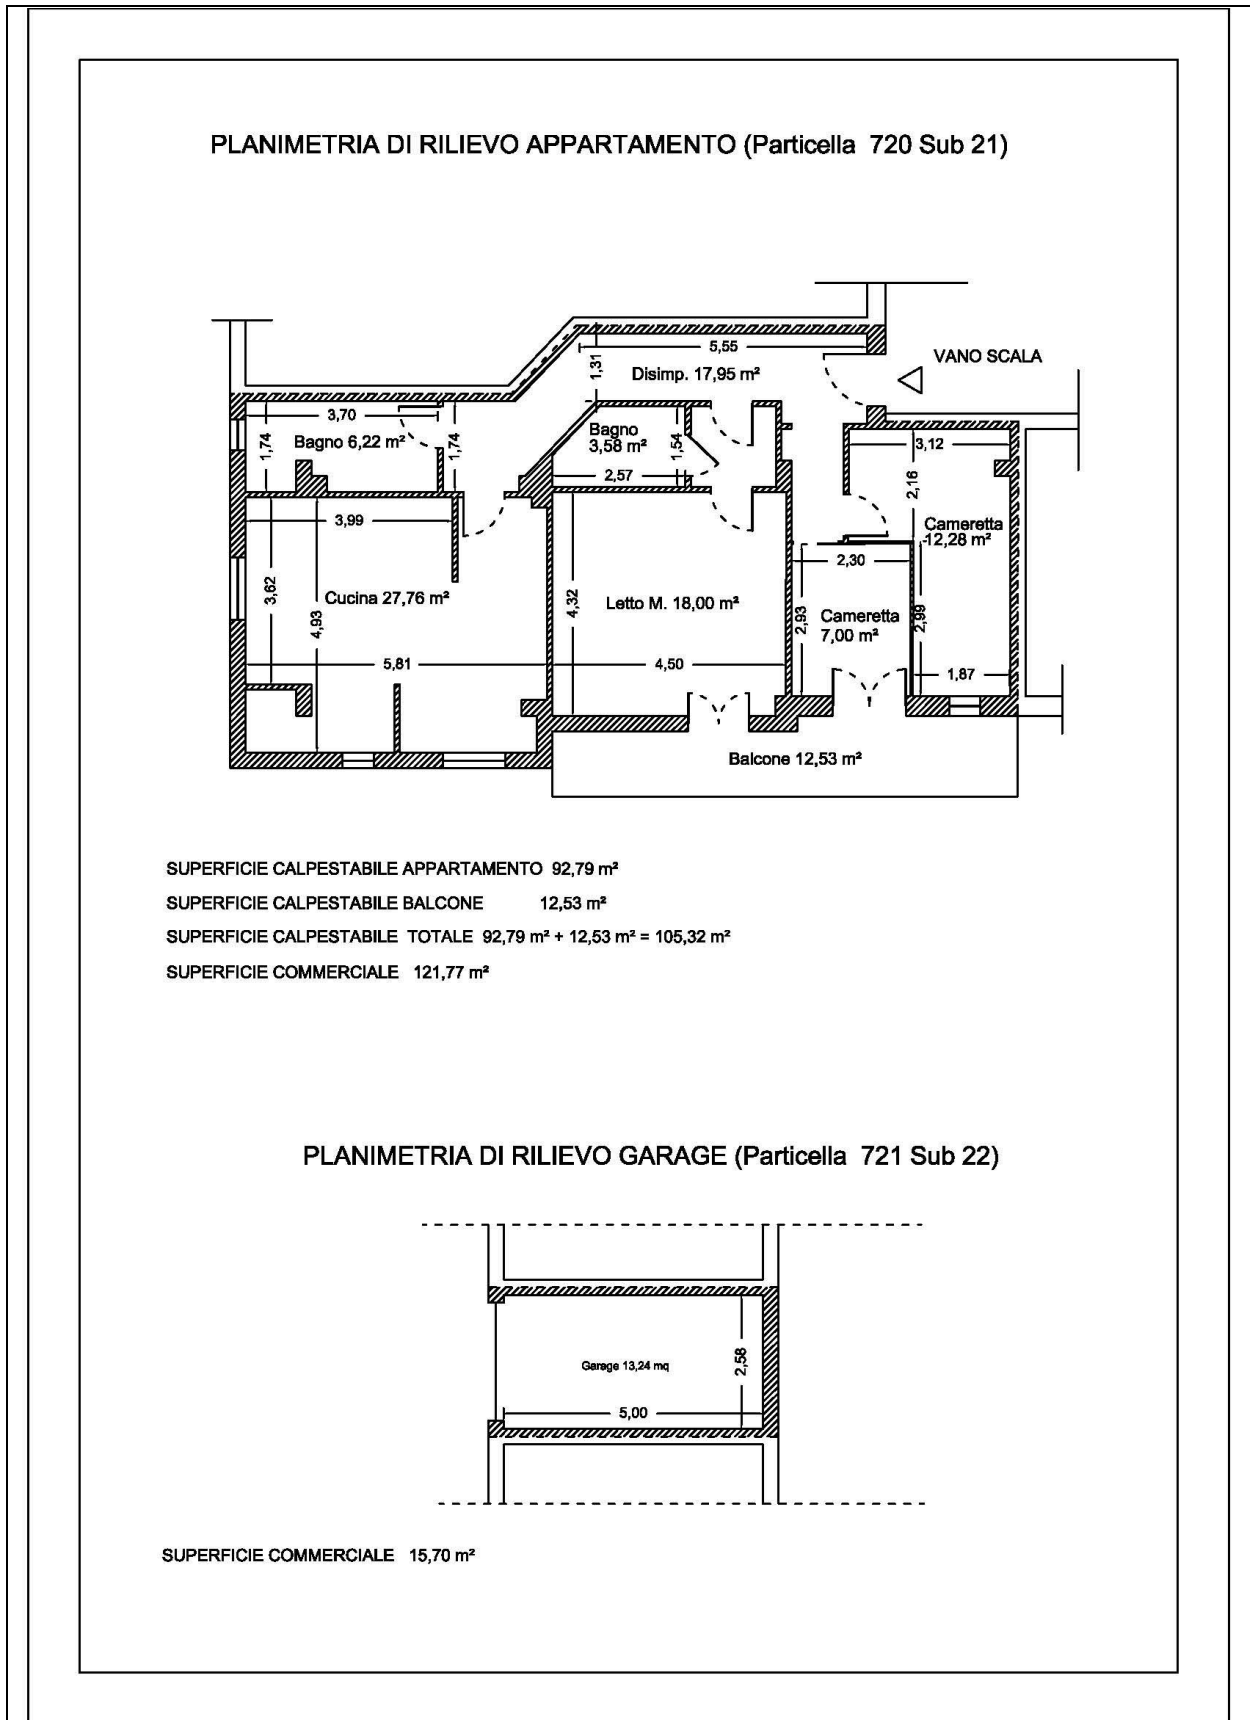 PLANIMETRIA DI RILIEVO APPARTAMENTO (Particella 720 Sub 21)
5,55
VANO SCALA
1,31
Disimp. 17,95 m²
3,70
Bagno 6,22 m²
1,74
1,74
Bagno
3,58 m²
1,54
2,57
3,12
2,16
Cameretta
12,28 m²
3,99
2,30
3,62
Cucina 27,76 m²
4,93
4,32
Letto M. 18,00 m²
2,93
Cameretta
7,00 m²
2,99
5,81
4,50
1,87
Balcone 12,53 m²
SUPERFICIE CALPESTABILE APPARTAMENTO 92,79 m²
SUPERFICIE CALPESTABILE BALCONE 12,53 m²
SUPERFICIE CALPESTABILE TOTALE 92,79 m² + 12,53 m² = 105,32 m²
SUPERFICIE COMMERCIALE 121,77 m²
PLANIMETRIA DI RILIEVO GARAGE (Particella 721 Sub 22)
Garage 13,24 mq
2,58
5,00
SUPERFICIE COMMERCIALE 15,70 m²